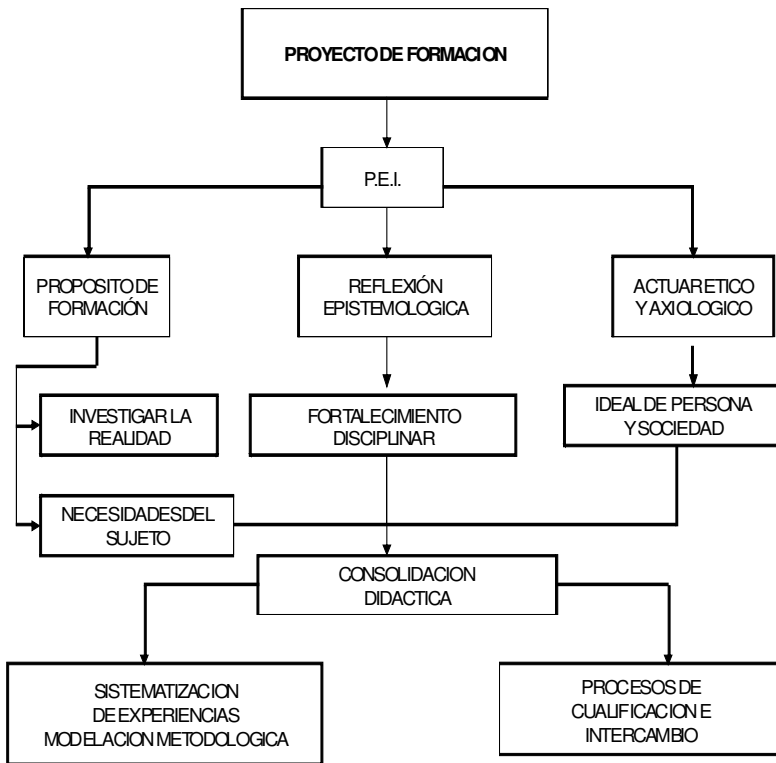 PROYECTO DE FORMACION
P.E.I.
PROPOSITO DE
FORMACIÓN
REFLEXIÓN
EPISTEMOLOGICA
ACTUAR ETICO
Y AXIOLOGICO
INVESTIGAR LA
REALIDAD
FORTALECIMIENTO
DISCIPLINAR
IDEAL DE PERSONA
Y SOCIEDAD
NECESIDADES DEL
SUJETO
CONSOLIDACION
DIDACTICA
SISTEMATIZACION
DE EXPERIENCIAS
MODELACION METODOLOGICA
PROCESOS DE
CUALIFICACION E
INTERCAMBIO